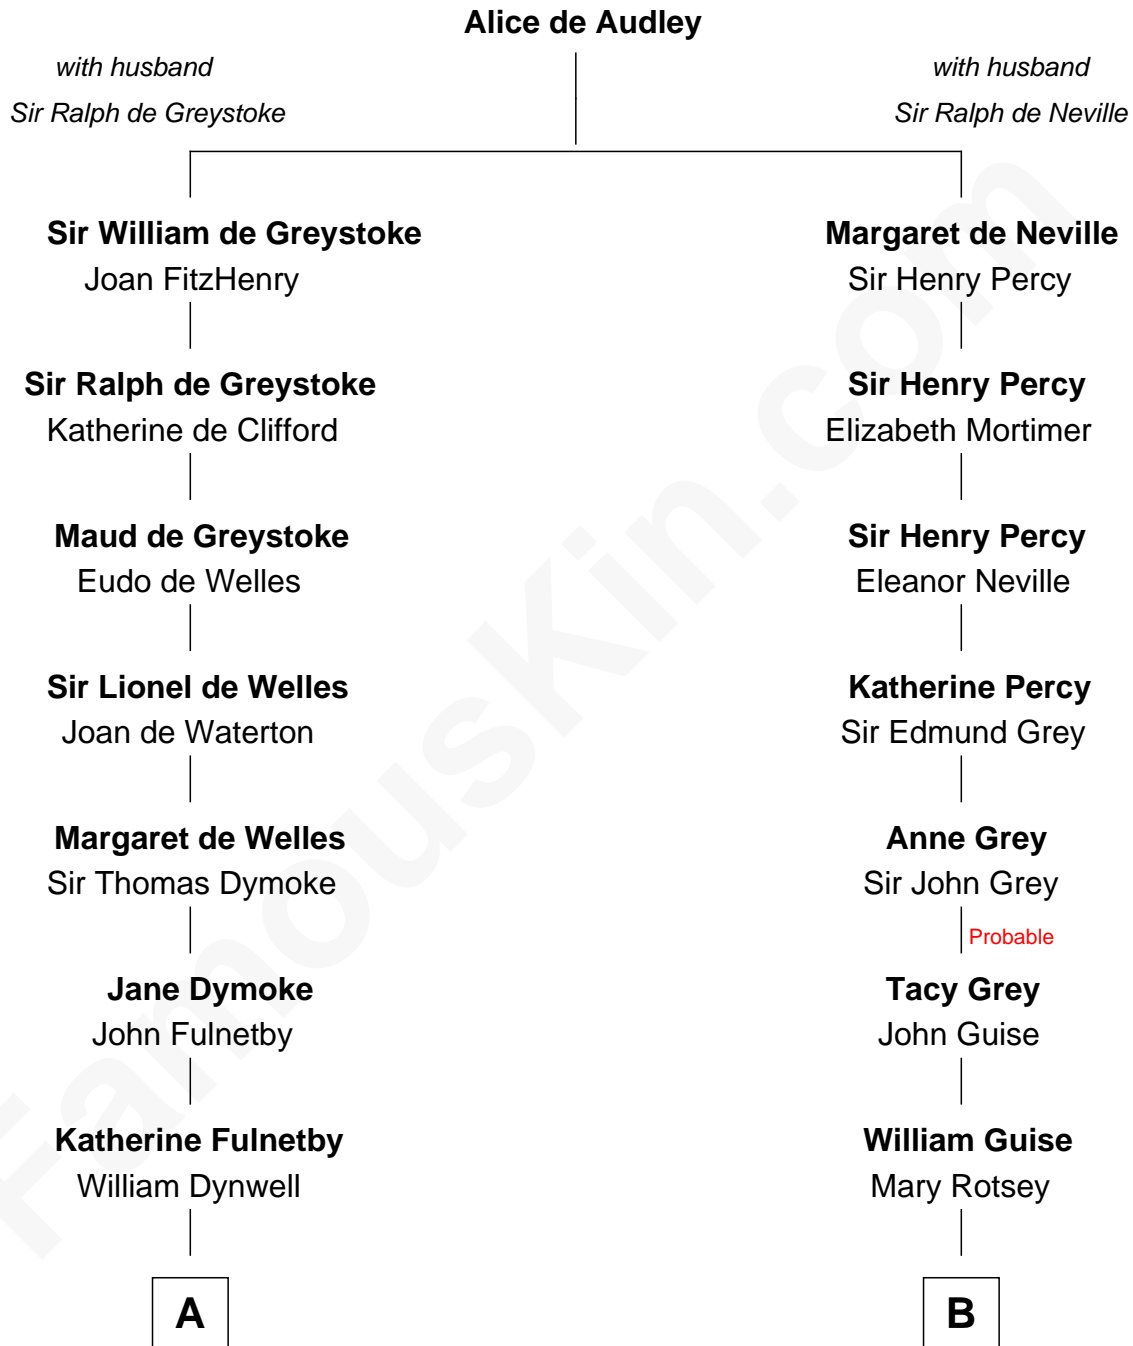 Alice de Audley
with husband
Sir Ralph de Greystoke
with husband
Sir Ralph de Neville
Sir William de Greystoke
Joan FitzHenry
Margaret de Neville
Sir Henry Percy
Sir Ralph de Greystoke
Katherine de Clifford
Sir Henry Percy
Elizabeth Mortimer
Maud de Greystoke
Eudo de Welles
Sir Henry Percy
Eleanor Neville
Sir Lionel de Welles
Joan de Waterton
Katherine Percy
Sir Edmund Grey
Margaret de Welles
Sir Thomas Dymoke
Anne Grey
Sir John Grey
Probable
Jane Dymoke
John Fulnetby
Tacy Grey
John Guise
Katherine Fulnetby
William Dynwell
William Guise
Mary Rotsey
A
B
FamousKin.com